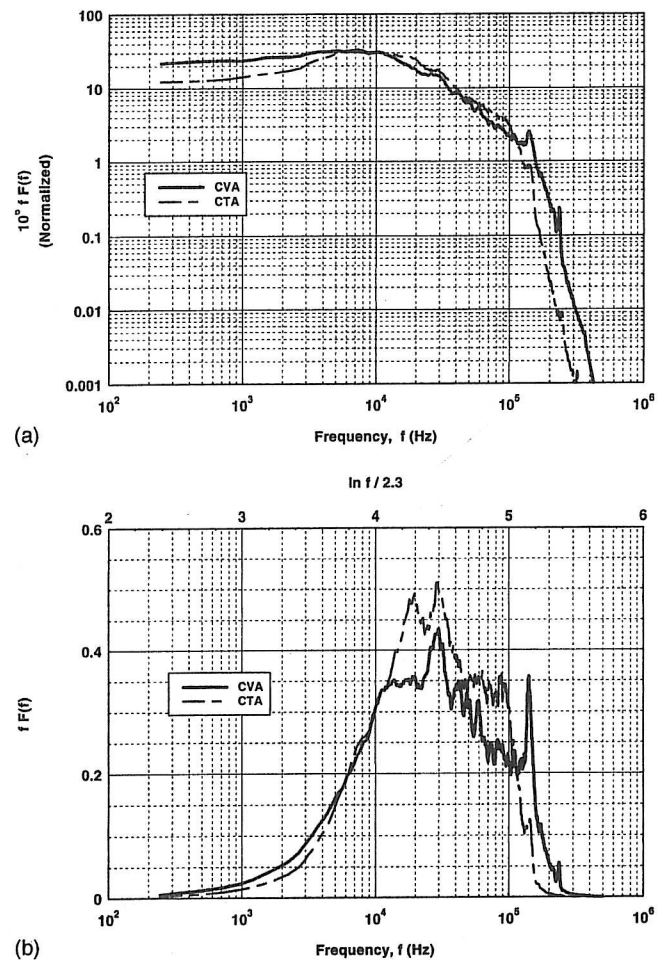 100
10
1
0.1
0.01
0.001
10⁵ f F(f)
(Normalized)
CVA
CTA
10² 10³ 10⁴ 10⁵ 10⁶
Frequency, f (Hz)
(a)
ln f / 2.3
2 3 4 5 6
0.6
0.4
0.2
0
f F(f)
CVA
CTA
10² 10³ 10⁴ 10⁵ 10⁶
Frequency, f (Hz)
(b)